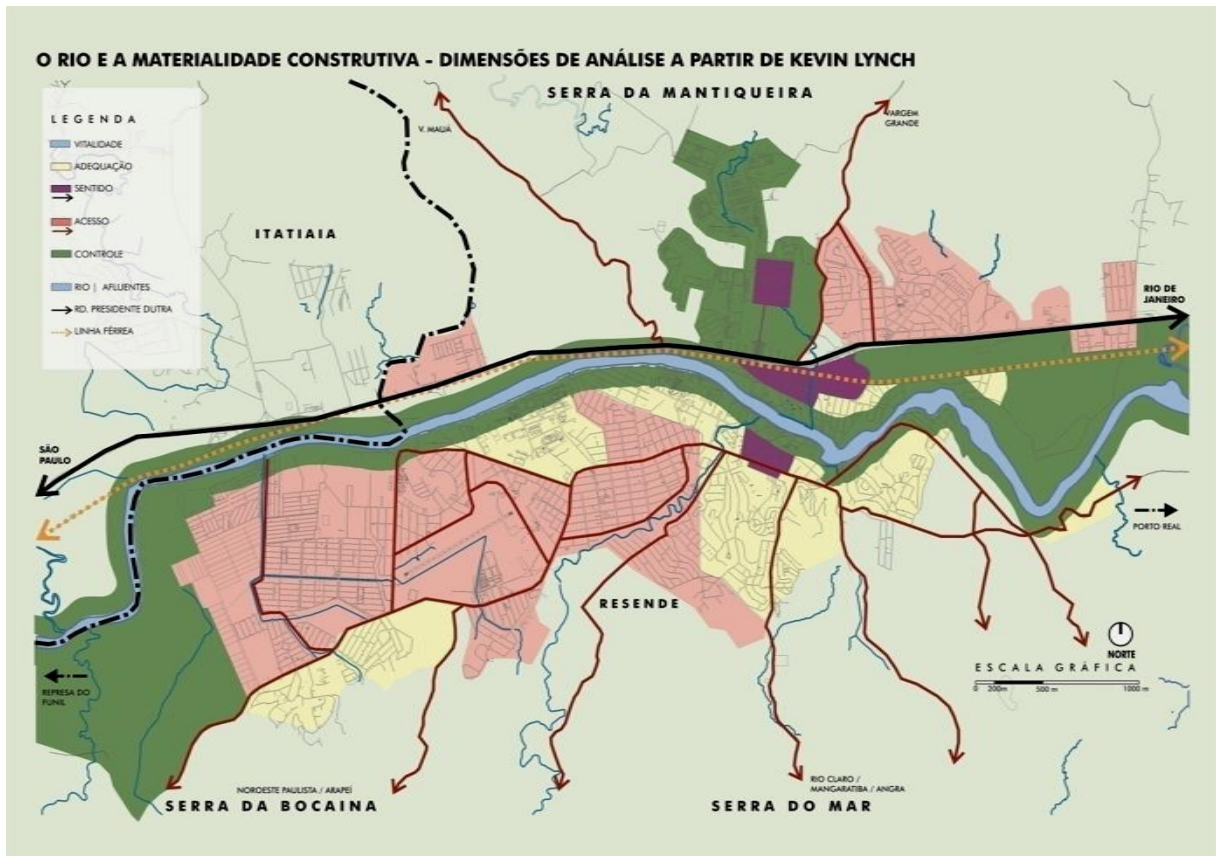 O RIO E A MATERIALIDADE CONSTRUTIVA - DIMENSÕES DE ANÁLISE A PARTIR DE KEVIN LYNCH
SERRA DA MANTIQUEIRA
LEGENDA
VITALIDADE
ADEQUAÇÃO
SENTIDO
ACESSO
CONTROLE
RIO | AFLUENTES
RD. PRESIDENTE DUTRA
LINHA FÉRREA
V. MAUÁ
VARGEM
GRANDE
ITATIAIA
RIO DE
JANEIRO
SÃO
PAULO
PORTO REAL
RESENDE
NORTE
ESCALA GRÁFICA
0 200m 500 m 1000 m
REPRESA DO
FUNIL
NOROESTE PAULISTA / ARAPEÍ
SERRA DA BOCAINA
RIO CLARO /
MANGARATIBA / ANGRA
SERRA DO MAR